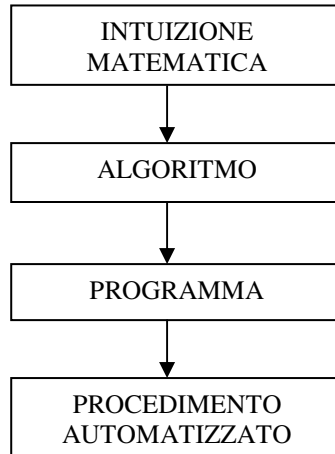 INTUIZIONE
MATEMATICA
ALGORITMO
PROGRAMMA
PROCEDIMENTO
AUTOMATIZZATO